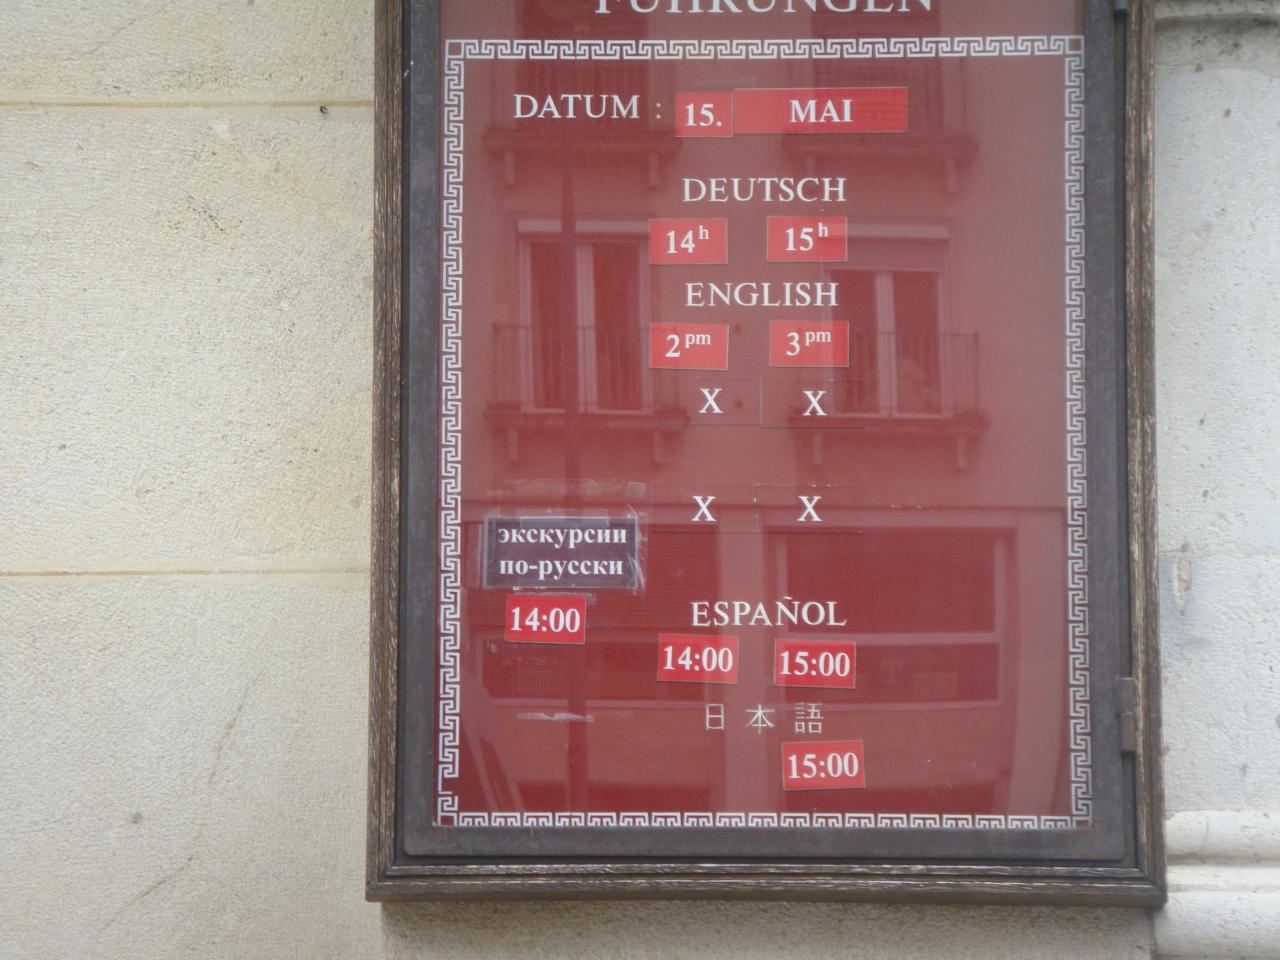 FÜHRUNGEN
DATUM : 15. MAI
DEUTSCH
14h 15h
ENGLISH
2pm 3pm
X X
X X
экскурсии
по-русски
14:00
ESPAÑOL
14:00 15:00
日本語
15:00